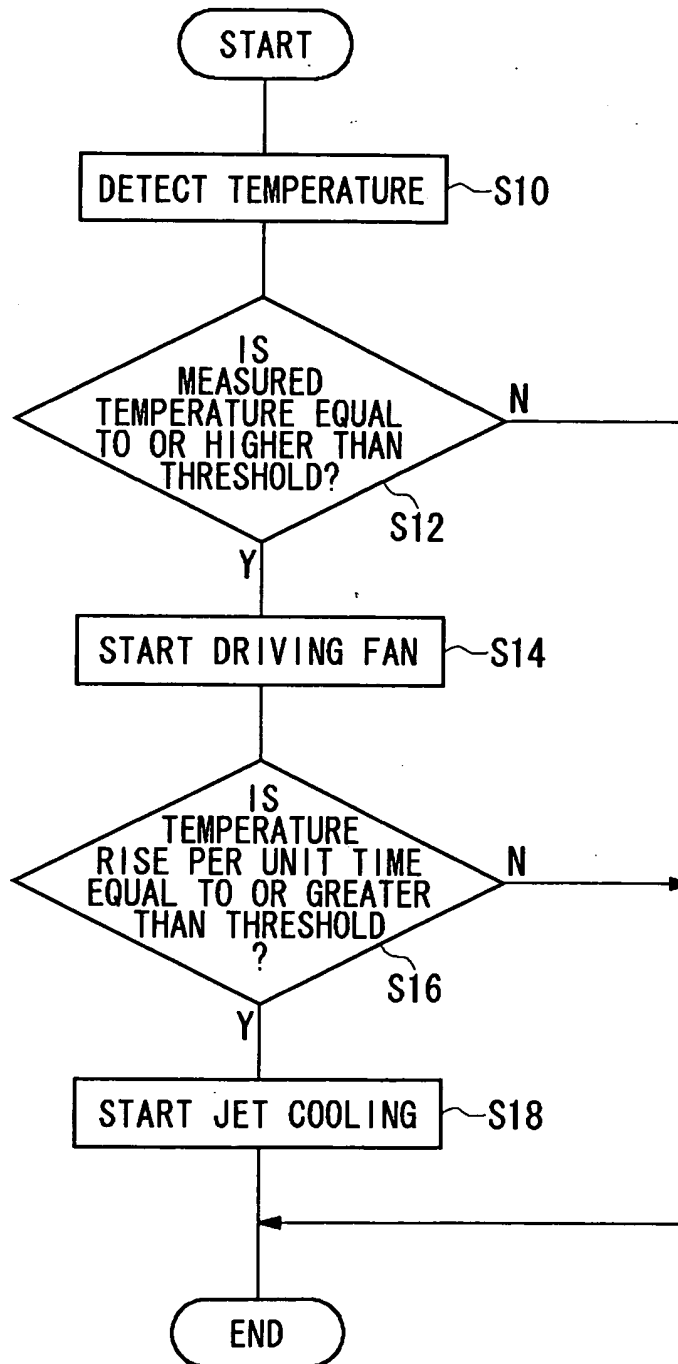 START
DETECT TEMPERATURE
S10
IS
MEASURED
TEMPERATURE EQUAL
TO OR HIGHER THAN
THRESHOLD?
N
S12
Y
START DRIVING FAN
S14
IS
TEMPERATURE
RISE PER UNIT TIME
EQUAL TO OR GREATER
THAN THRESHOLD
?
N
S16
Y
START JET COOLING
S18
END